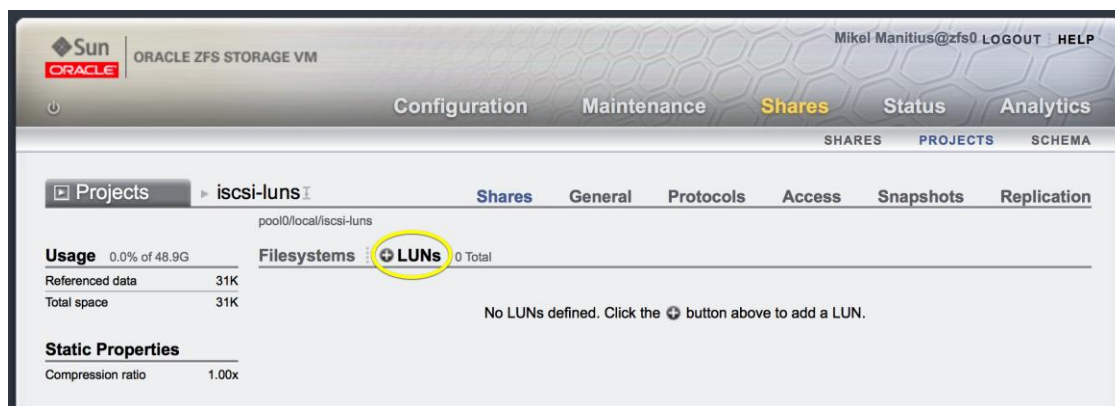 Sun
ORACLE
ORACLE ZFS STORAGE VM
Mikel Manitius@zfs0 LOGOUT HELP
Configuration Maintenance Shares Status Analytics
SHARES PROJECTS SCHEMA
Projects iscsi-luns Shares General Protocols Access Snapshots Replication
pool0/local/iscsi-luns
Usage 0.0% of 48.9G Filesystems LUNs 0 Total
Referenced data 31K
Total space 31K
No LUNs defined. Click the button above to add a LUN.
Static Properties
Compression ratio 1.00x